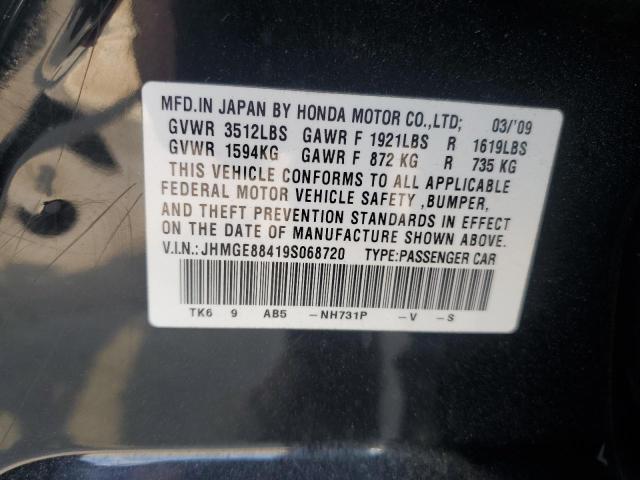 MFD.IN JAPAN BY HONDA MOTOR CO.,LTD; 03/'09
GVWR 3512LBS GAWR F 1921LBS R 1619LBS
GVWR 1594KG GAWR F 872 KG R 735 KG
THIS VEHICLE CONFORMS TO ALL APPLICABLE
FEDERAL MOTOR VEHICLE SAFETY ,BUMPER,
AND THEFT PREVENTION STANDARDS IN EFFECT
ON THE DATE OF MANUFACTURE SHOWN ABOVE.
V.I.N.:JHMGE88419S068720 TYPE:PASSENGER CAR
TK6 9 AB5 -NH731P -V -S